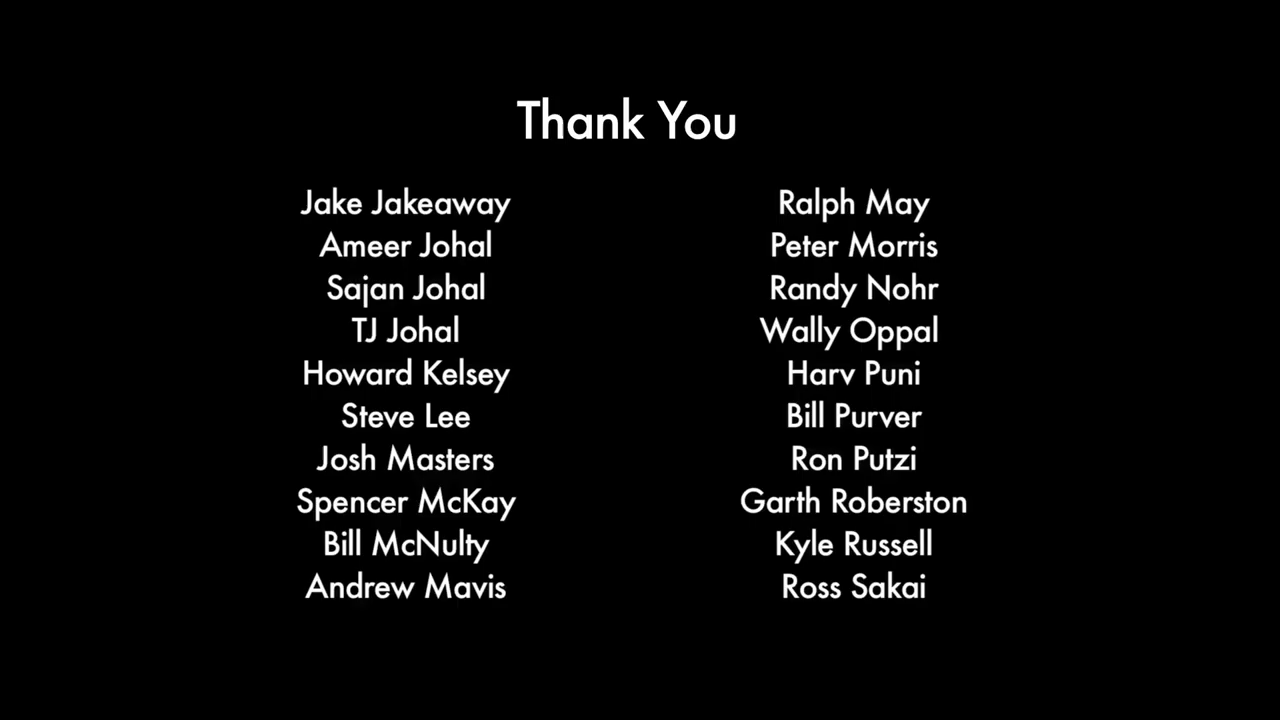 Thank You
Jake Jakeaway
Ameer Johal
Sajan Johal
TJ Johal
Howard Kelsey
Steve Lee
Josh Masters
Spencer McKay
Bill McNulty
Andrew Mavis
Ralph May
Peter Morris
Randy Nohr
Wally Oppal
Harv Puni
Bill Purver
Ron Putzi
Garth Roberston
Kyle Russell
Ross Sakai